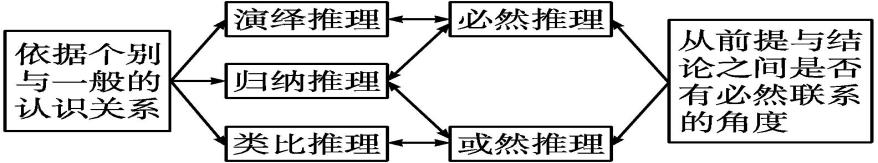 依据个别
与一般的
认识关系
演绎推理
归纳推理
类比推理
必然推理
或然推理
从前提与结
论之间是否
有必然联系
的角度